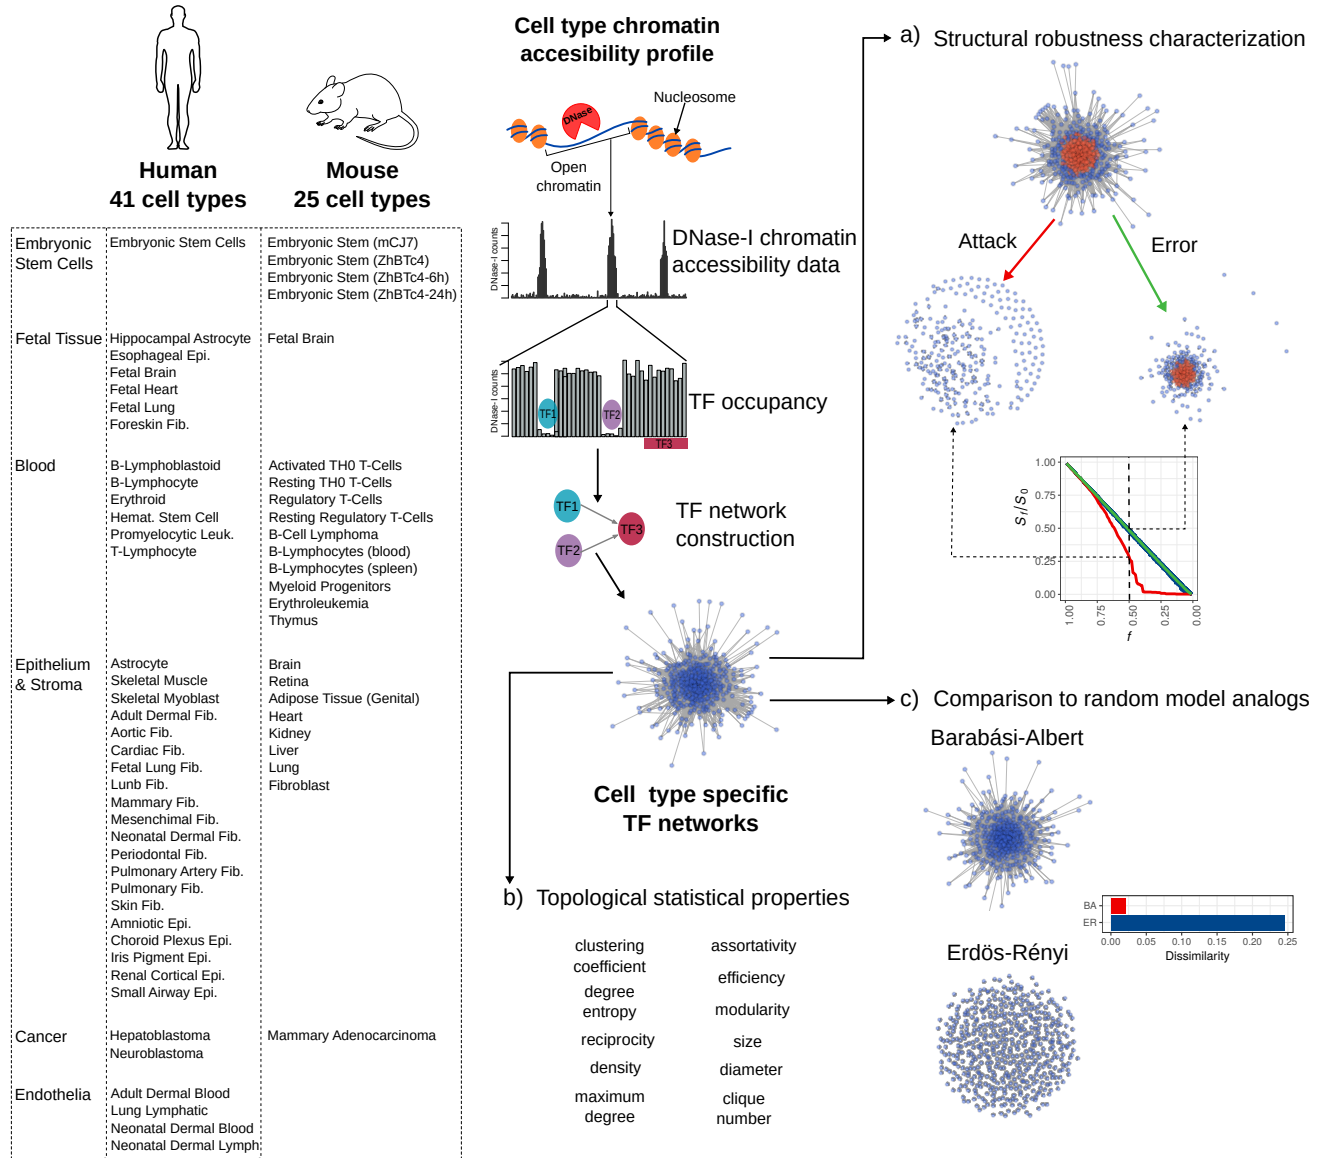 Human
41 cell types
Mouse
25 cell types
Embryonic
Stem Cells
Embryonic Stem Cells
Embryonic Stem (mCJ7)
Embryonic Stem (ZhBTc4)
Embryonic Stem (ZhBTc4-6h)
Embryonic Stem (ZhBTc4-24h)
Fetal Tissue
Hippocampal Astrocyte
Esophageal Epi.
Fetal Brain
Fetal Heart
Fetal Lung
Foreskin Fib.
Fetal Brain
Blood
B-Lymphoblastoid
B-Lymphocyte
Erythroid
Hemat. Stem Cell
Promyelocytic Leuk.
T-Lymphocyte
Activated TH0 T-Cells
Resting TH0 T-Cells
Regulatory T-Cells
Resting Regulatory T-Cells
B-Cell Lymphoma
B-Lymphocytes (blood)
B-Lymphocytes (spleen)
Myeloid Progenitors
Erythroleukemia
Thymus
Epithelium
& Stroma
Astrocyte
Skeletal Muscle
Skeletal Myoblast
Adult Dermal Fib.
Aortic Fib.
Cardiac Fib.
Fetal Lung Fib.
Lunb Fib.
Mammary Fib.
Mesenchimal Fib.
Neonatal Dermal Fib.
Periodontal Fib.
Pulmonary Artery Fib.
Pulmonary Fib.
Skin Fib.
Amniotic Epi.
Choroid Plexus Epi.
Iris Pigment Epi.
Renal Cortical Epi.
Small Airway Epi.
Brain
Retina
Adipose Tissue (Genital)
Heart
Kidney
Liver
Lung
Fibroblast
Cancer
Hepatoblastoma
Neuroblastoma
Mammary Adenocarcinoma
Endothelia
Adult Dermal Blood
Lung Lymphatic
Neonatal Dermal Blood
Neonatal Dermal Lymph
Cell type chromatin
accesibility profile
DNase
Nucleosome
Open
chromatin
DNase-I counts
DNase-I chromatin
accessibility data
DNase-I counts
TF1
TF2
TF3
TF occupancy
TF1
TF2
TF3
TF network
construction
Cell type specific
TF networks
b) Topological statistical properties
clustering
coefficient
degree
entropy
reciprocity
density
maximum
degree
assortativity
efficiency
modularity
size
diameter
clique
number
a) Structural robustness characterization
Attack
Error
Sf/S0
1.00
0.75
0.50
0.25
0.00
1.00
0.75
0.50
0.25
0.00
f
c) Comparison to random model analogs
Barabási-Albert
BA
ER
0.00
0.05
0.10
0.15
0.20
0.25
Dissimilarity
Erdös-Rényi